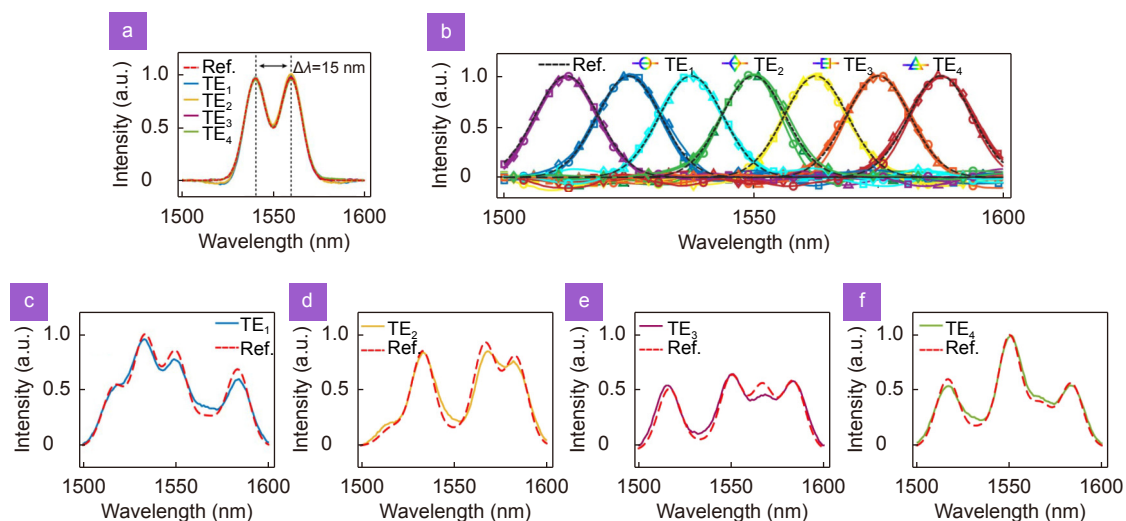 a
Ref.
TE1
TE2
TE3
TE4
Δλ=15 nm
1.0
0.5
0
Intensity (a.u.)
1500 1550 1600
Wavelength (nm)
b
Ref. TE1 TE2 TE3 TE4
1.0
0.5
0
Intensity (a.u.)
1500 1550 1600
Wavelength (nm)
c
TE1
Ref.
1.0
0.5
0
Intensity (a.u.)
1500 1550 1600
Wavelength (nm)
d
TE2
Ref.
1.0
0.5
0
Intensity (a.u.)
1500 1550 1600
Wavelength (nm)
e
TE3
Ref.
1.0
0.5
0
Intensity (a.u.)
1500 1550 1600
Wavelength (nm)
f
TE4
Ref.
1.0
0.5
0
Intensity (a.u.)
1500 1550 1600
Wavelength (nm)